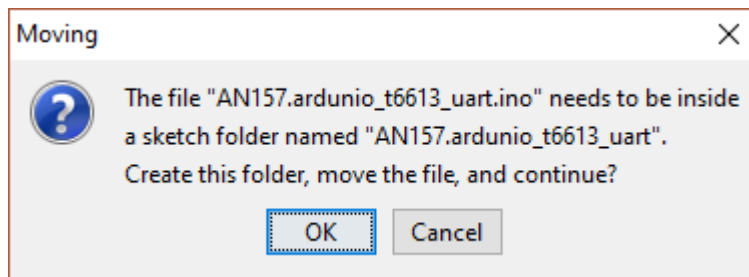 Moving
The file "AN157.ardunio_t6613_uart.ino" needs to be inside
a sketch folder named "AN157.ardunio_t6613_uart".
Create this folder, move the file, and continue?
OK
Cancel